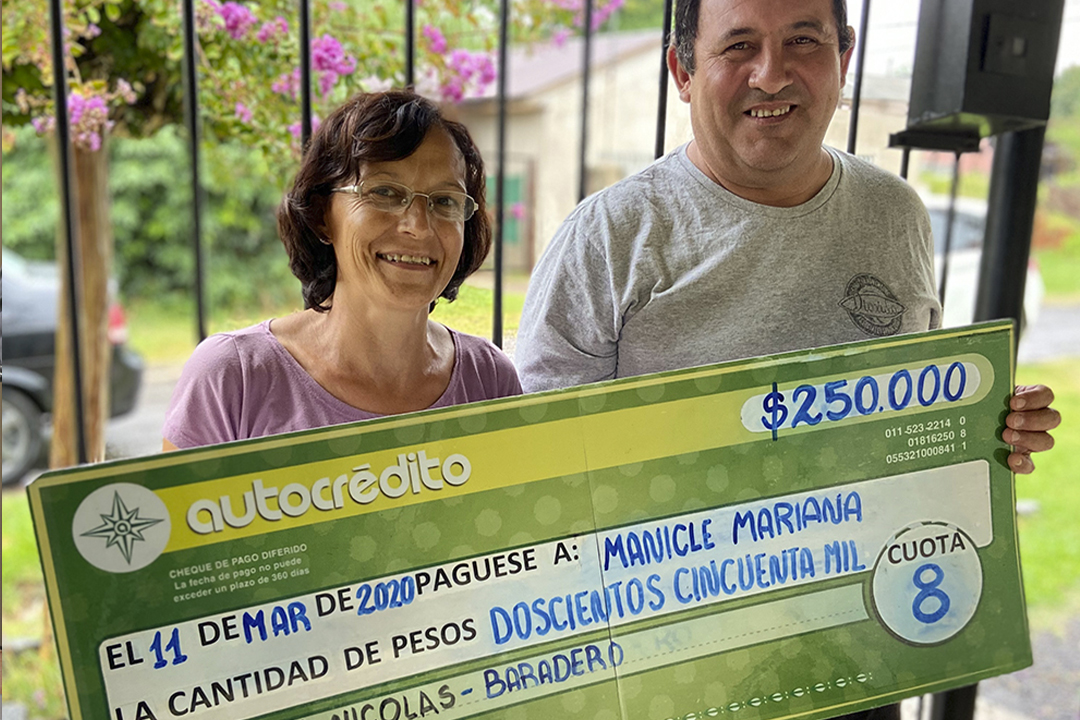 $250.000
011-523-2214 0
01816250 8
055321000841 1
autocrédito
CHEQUE DE PAGO DIFERIDO
La fecha de pago no puede
exceder un plazo de 360 días
EL 11 DE MAR DE 2020 PAGUESE A: MANICLE MARIANA
LA CANTIDAD DE PESOS DOSCIENTOS CINCUENTA MIL
NICOLAS - BARADERO
CUOTA
8